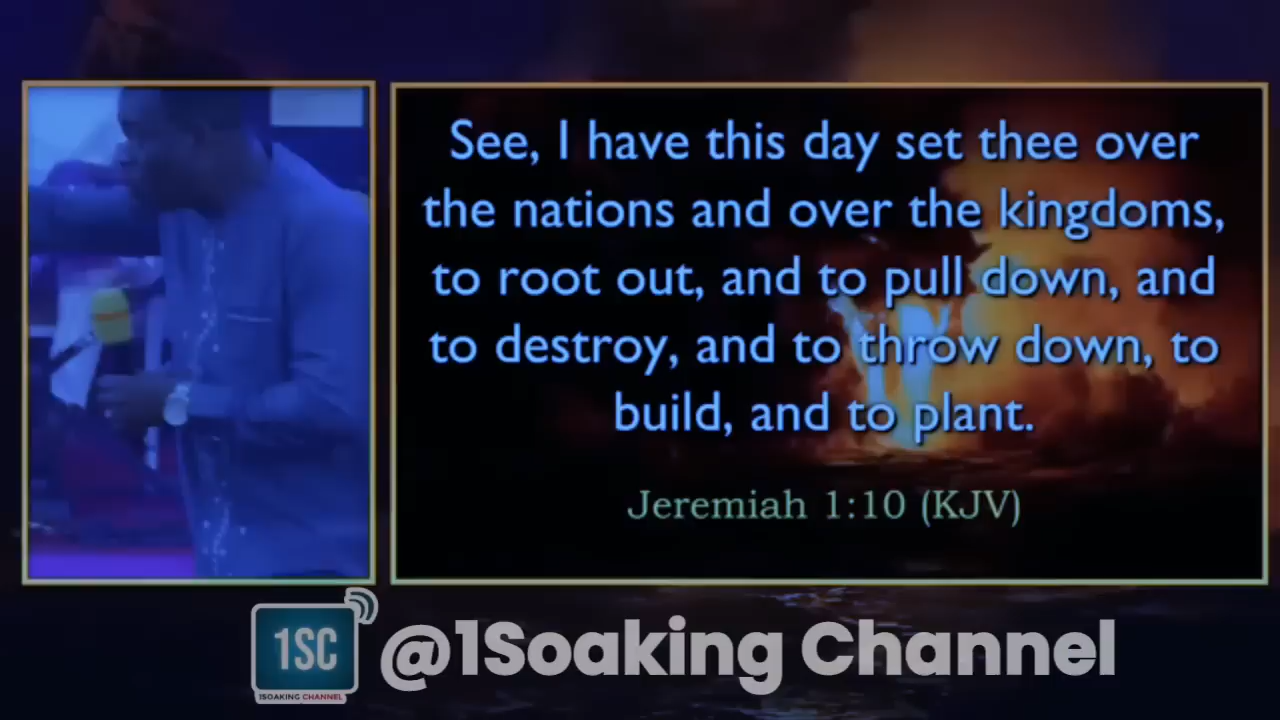 See, I have this day set thee over
the nations and over the kingdoms,
to root out, and to pull down, and
to destroy, and to throw down, to
build, and to plant.
Jeremiah 1:10 (KJV)
1SC
@1Soaking Channel
1SOAKING CHANNEL